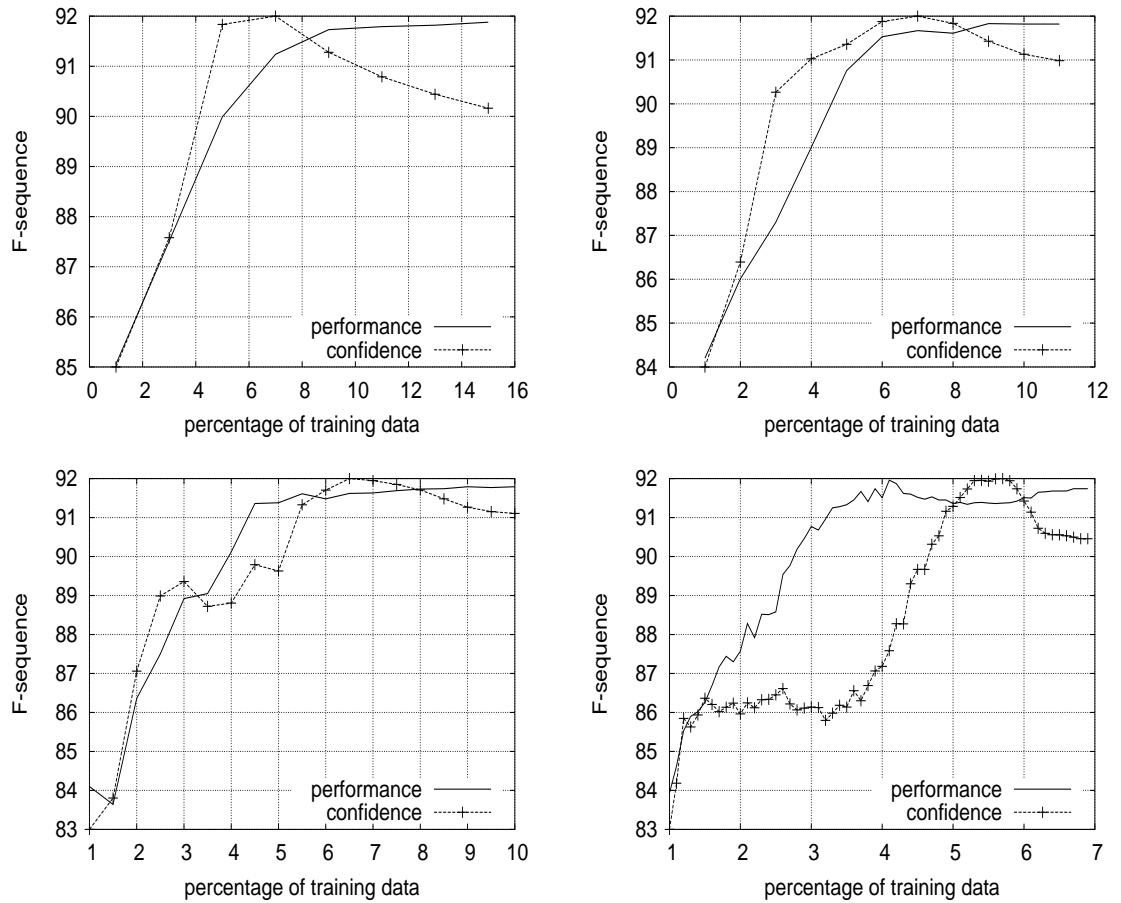 92
91
90
89
88
87
86
85
F-sequence
performance
confidence
0 2 4 6 8 10 12 14 16
percentage of training data
92
91
90
89
88
87
86
85
84
F-sequence
performance
confidence
0 2 4 6 8 10 12
percentage of training data
92
91
90
89
88
87
86
85
84
83
F-sequence
performance
confidence
1 2 3 4 5 6 7 8 9 10
percentage of training data
92
91
90
89
88
87
86
85
84
83
F-sequence
performance
confidence
1 2 3 4 5 6 7
percentage of training data